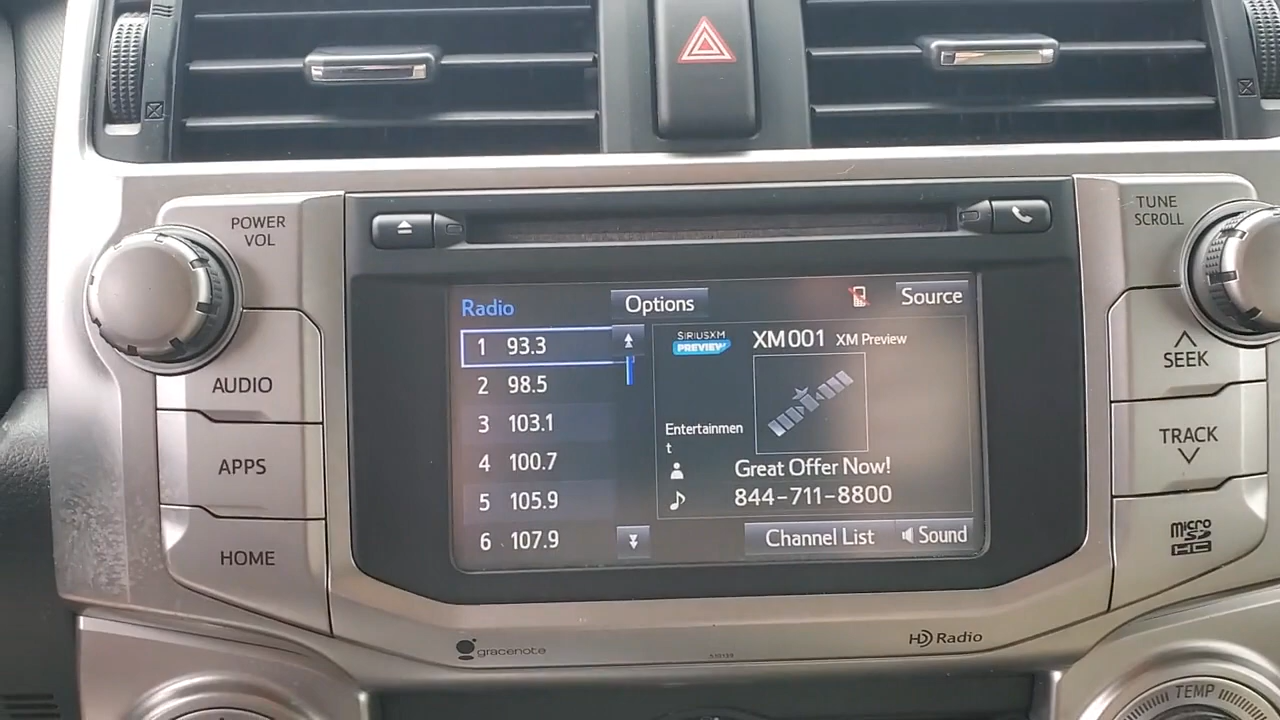 POWER
VOL
TUNE
SCROLL
Radio
Options
Source
1 93.3
2 98.5
3 103.1
4 100.7
5 105.9
6 107.9
SIRIUSXM
PREVIEW
XM001 XM Preview
Entertainmen
t
Great Offer Now!
844-711-8800
Channel List
Sound
AUDIO
APPS
HOME
SEEK
TRACK
micro
SD
HC
gracenote
HD Radio
TEMP